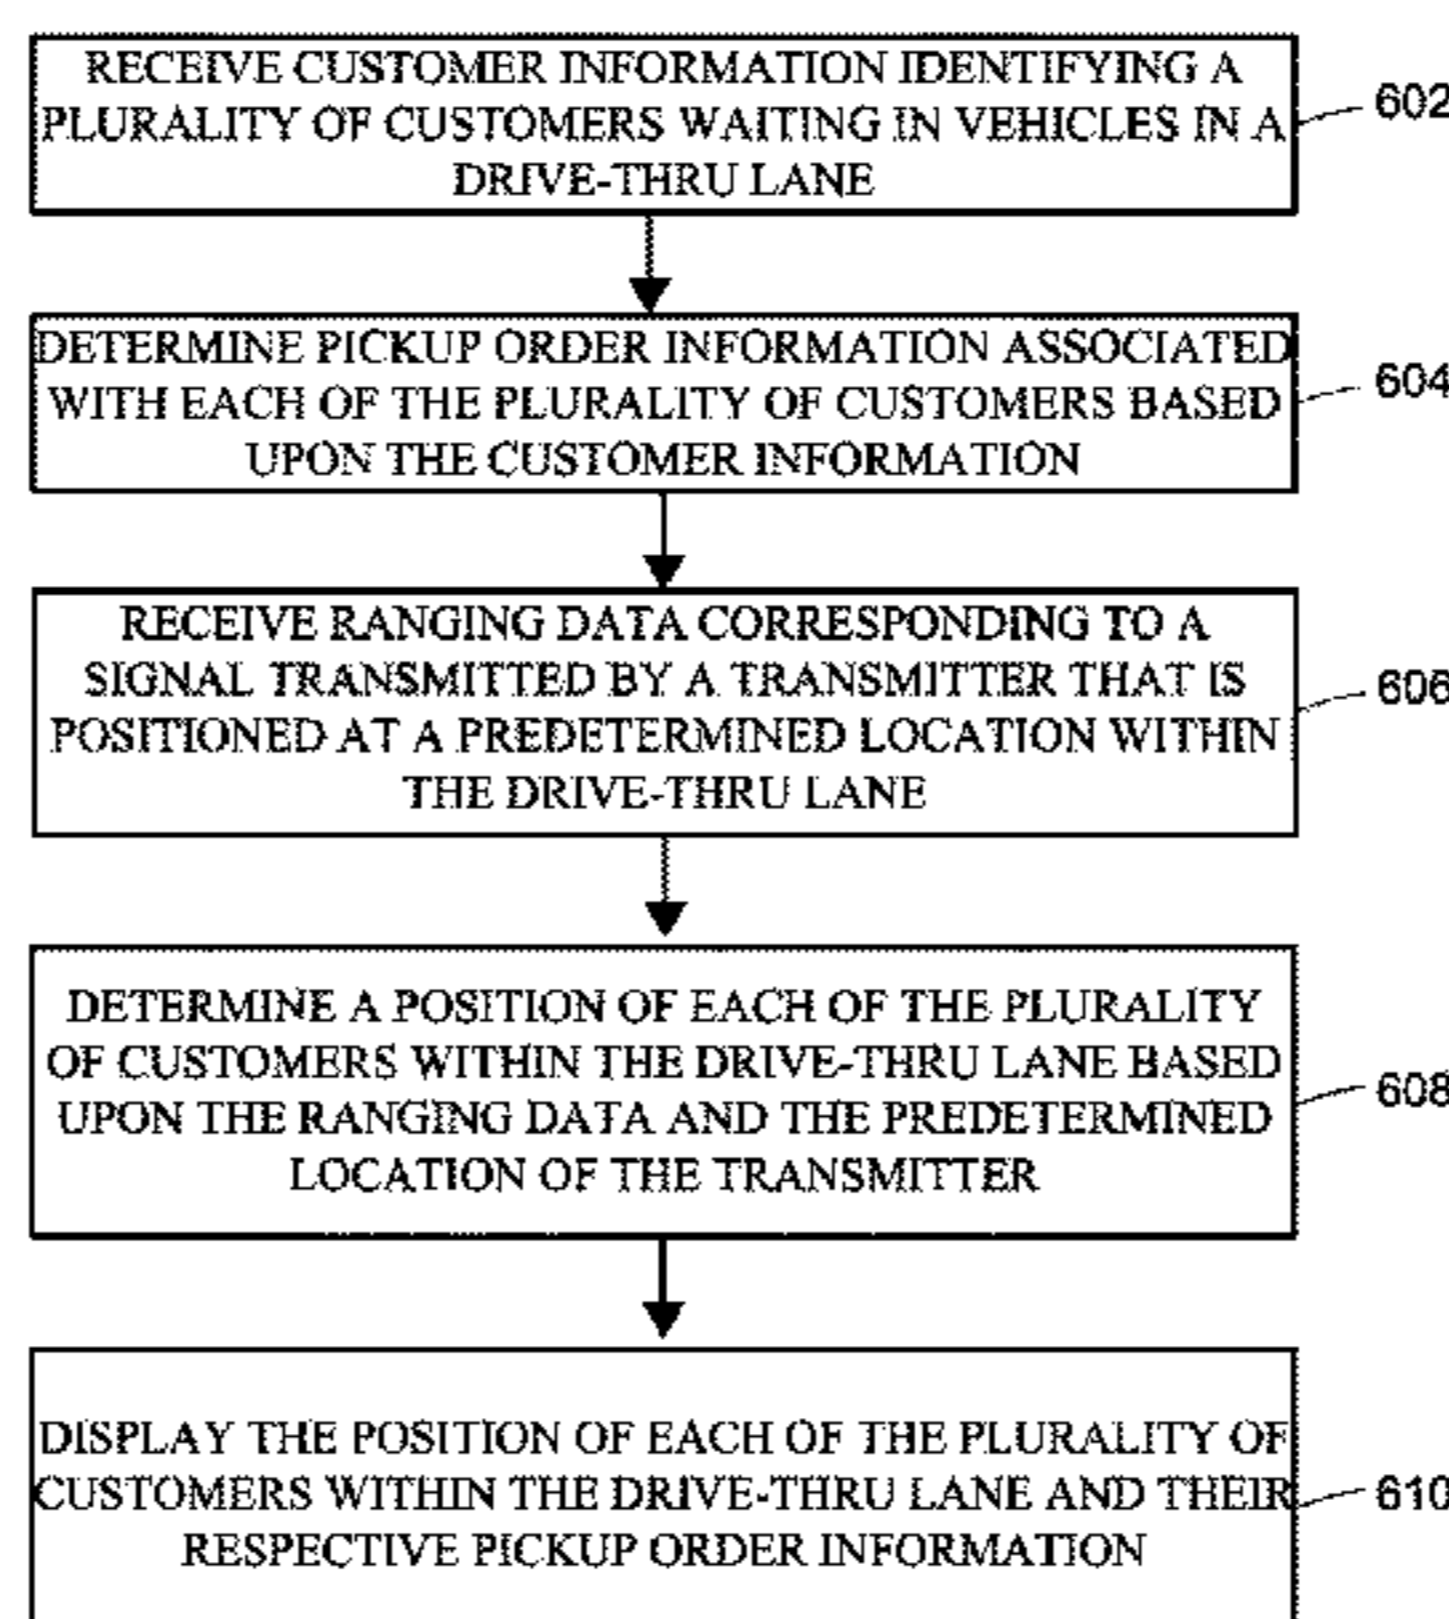 RECEIVE CUSTOMER INFORMATION IDENTIFYING A
PLURALITY OF CUSTOMERS WAITING IN VEHICLES IN A
DRIVE-THRU LANE
602
DETERMINE PICKUP ORDER INFORMATION ASSOCIATED
WITH EACH OF THE PLURALITY OF CUSTOMERS BASED
UPON THE CUSTOMER INFORMATION
604
RECEIVE RANGING DATA CORRESPONDING TO A
SIGNAL TRANSMITTED BY A TRANSMITTER THAT IS
POSITIONED AT A PREDETERMINED LOCATION WITHIN
THE DRIVE-THRU LANE
606
DETERMINE A POSITION OF EACH OF THE PLURALITY
OF CUSTOMERS WITHIN THE DRIVE-THRU LANE BASED
UPON THE RANGING DATA AND THE PREDETERMINED
LOCATION OF THE TRANSMITTER
608
DISPLAY THE POSITION OF EACH OF THE PLURALITY OF
CUSTOMERS WITHIN THE DRIVE-THRU LANE AND THEIR
RESPECTIVE PICKUP ORDER INFORMATION
610